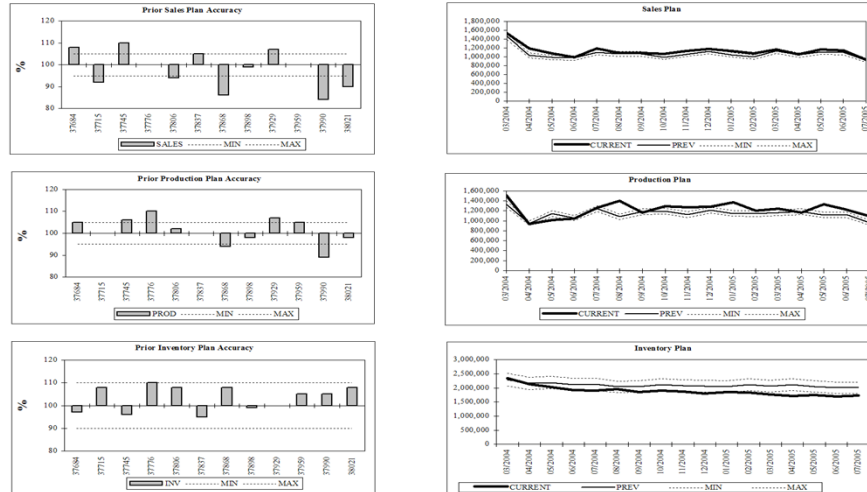 Prior Sales Plan Accuracy
120
110
100
90
80
%
37684 37715 37745 37776 37806 37837 37868 37898 37929 37959 37990 38021
SALES MIN MAX
Sales Plan
1,800,000
1,600,000
1,400,000
1,200,000
1,000,000
800,000
600,000
400,000
200,000
0
03/2004 04/2004 05/2004 06/2004 07/2004 08/2004 09/2004 10/2004 11/2004 12/2004 01/2005 02/2005 03/2005 04/2005 05/2005 06/2005 07/2005
CURRENT PREV MIN MAX
Prior Production Plan Accuracy
120
110
100
90
80
%
37684 37715 37745 37776 37806 37837 37868 37898 37929 37959 37990 38021
PROD MIN MAX
Production Plan
1,600,000
1,400,000
1,200,000
1,000,000
800,000
600,000
400,000
200,000
0
03/2004 04/2004 05/2004 06/2004 07/2004 08/2004 09/2004 10/2004 11/2004 12/2004 01/2005 02/2005 03/2005 04/2005 05/2005 06/2005
CURRENT PREV MIN MAX
Prior Inventory Plan Accuracy
120
110
100
90
80
%
37684 37715 37745 37776 37806 37837 37868 37898 37929 37959 37990 38021
INV MIN MAX
Inventory Plan
3,000,000
2,500,000
2,000,000
1,500,000
1,000,000
500,000
0
03/2004 04/2004 05/2004 06/2004 07/2004 08/2004 09/2004 10/2004 11/2004 12/2004 01/2005 02/2005 03/2005 04/2005 05/2005 06/2005 07/2005
CURRENT PREV MIN MAX